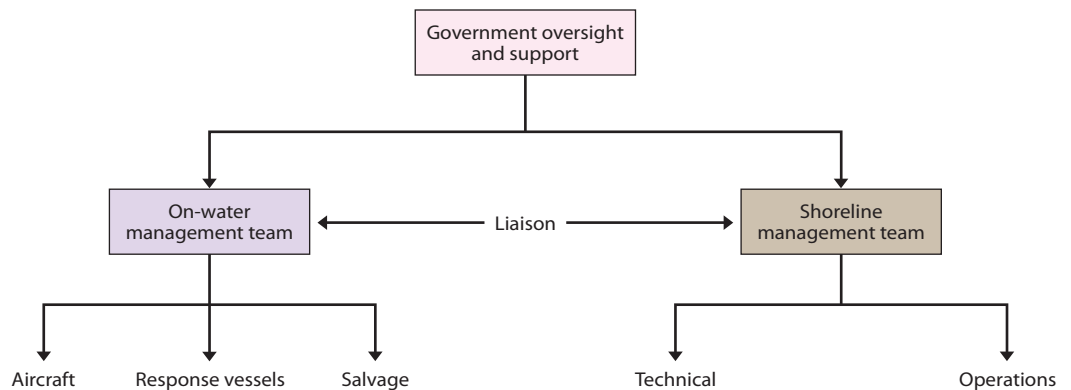 Government oversight
and support
On-water
management team
Liaison
Shoreline
management team
Aircraft
Response vessels
Salvage
Technical
Operations